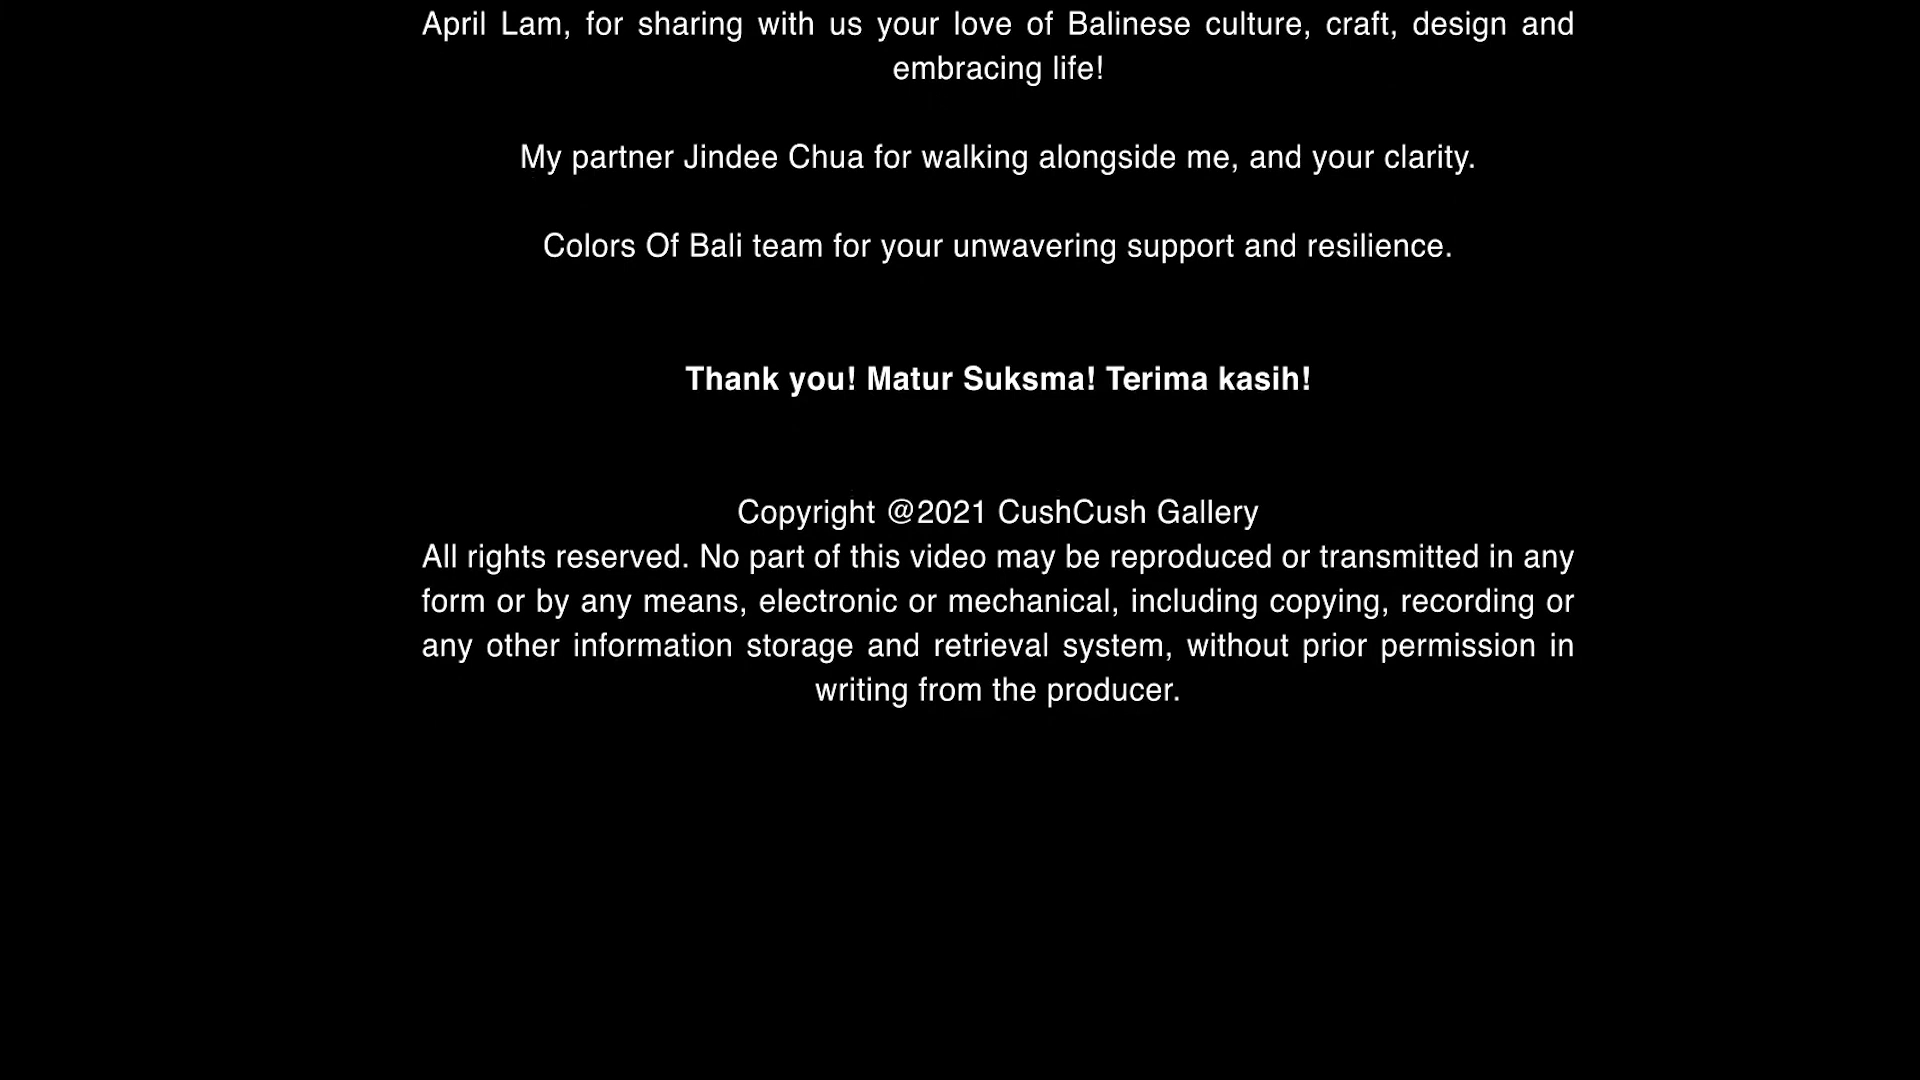 April Lam, for sharing with us your love of Balinese culture, craft, design and
embracing life!
My partner Jindee Chua for walking alongside me, and your clarity.
Colors Of Bali team for your unwavering support and resilience.
Thank you! Matur Suksma! Terima kasih!
Copyright @2021 CushCush Gallery
All rights reserved. No part of this video may be reproduced or transmitted in any
form or by any means, electronic or mechanical, including copying, recording or
any other information storage and retrieval system, without prior permission in
writing from the producer.